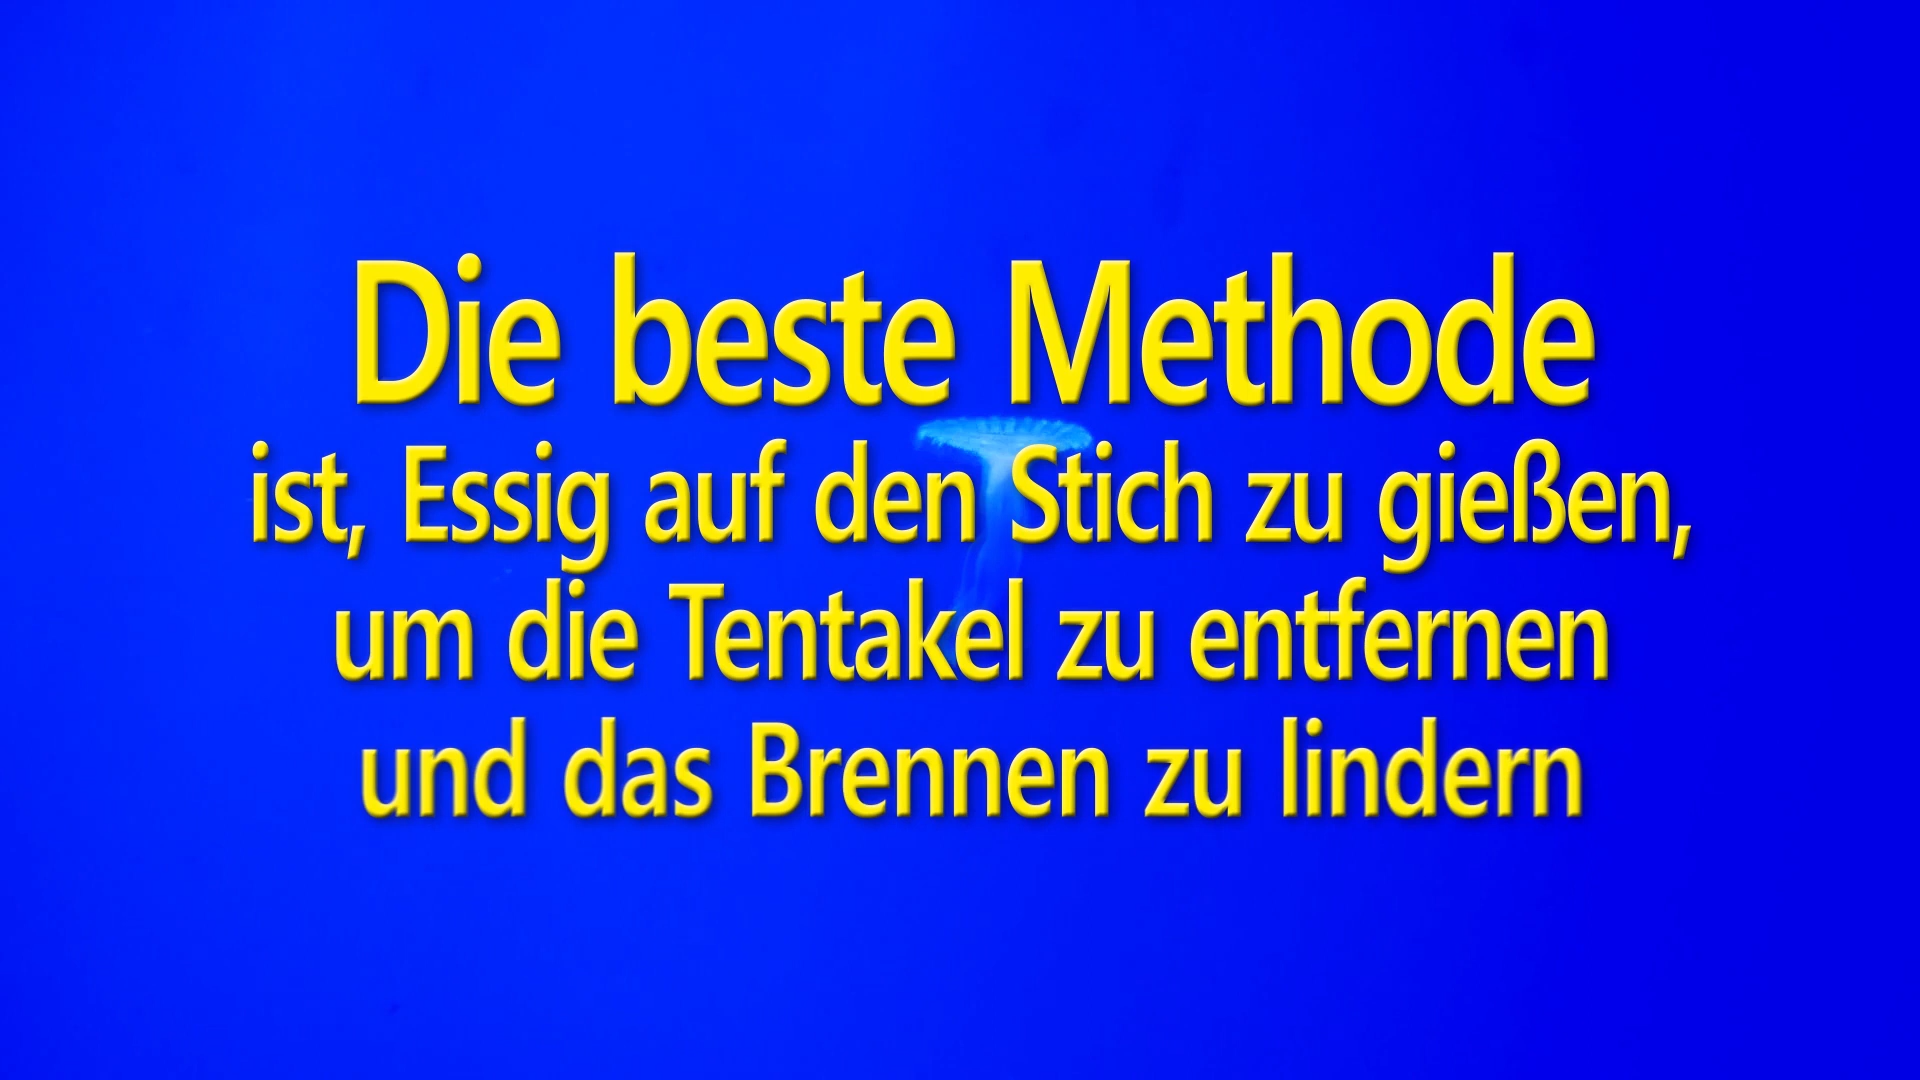 Die beste Methode
ist, Essig auf den Stich zu gießen,
um die Tentakel zu entfernen
und das Brennen zu lindern